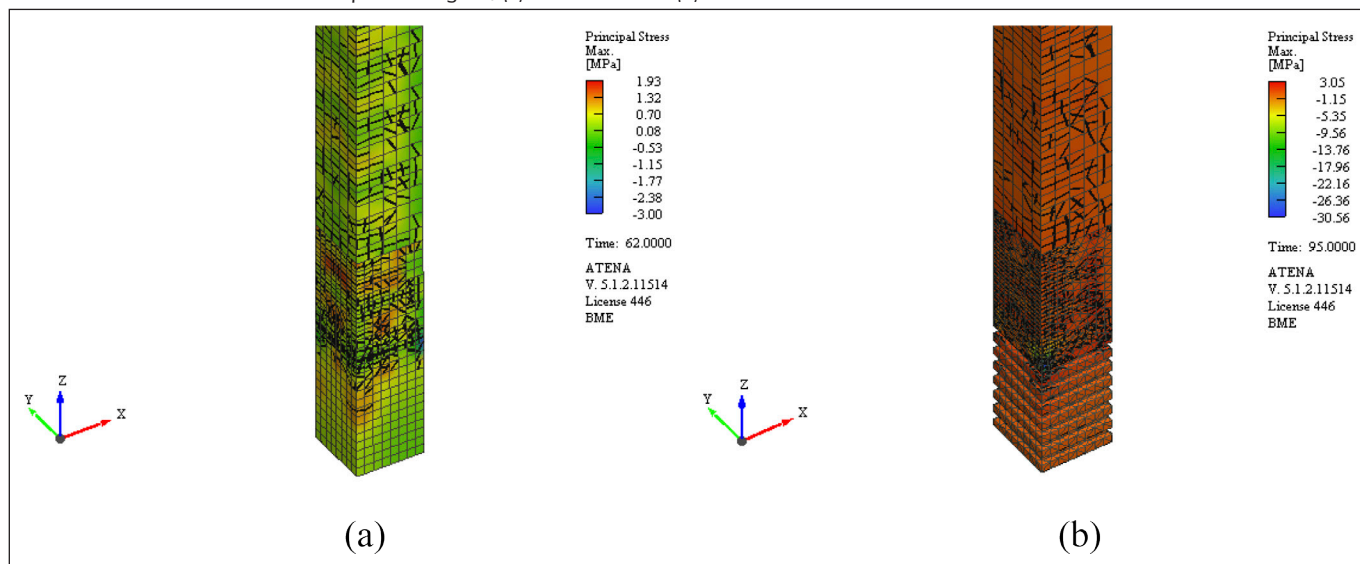 Principal Stress
Max.
[MPa]
1.93
1.32
0.70
0.08
-0.53
-1.15
-1.77
-2.38
-3.00
Time: 62.0000
ATENA
V. 5.1.2.11514
License 446
BME
Z
Y
X
(a)
Principal Stress
Max.
[MPa]
3.05
-1.15
-5.35
-9.56
-13.76
-17.96
-22.16
-26.36
-30.56
Time: 95.0000
ATENA
V. 5.1.2.11514
License 446
BME
Z
Y
X
(b)